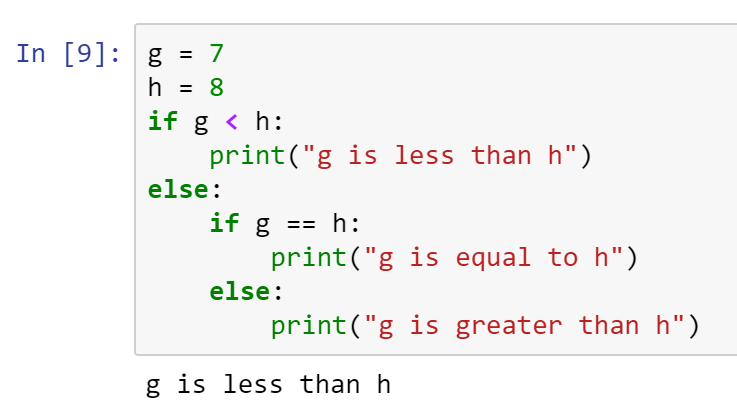 In [9]: g = 7
h = 8
if g < h:
    print("g is less than h")
else:
    if g == h:
        print("g is equal to h")
    else:
        print("g is greater than h")
g is less than h